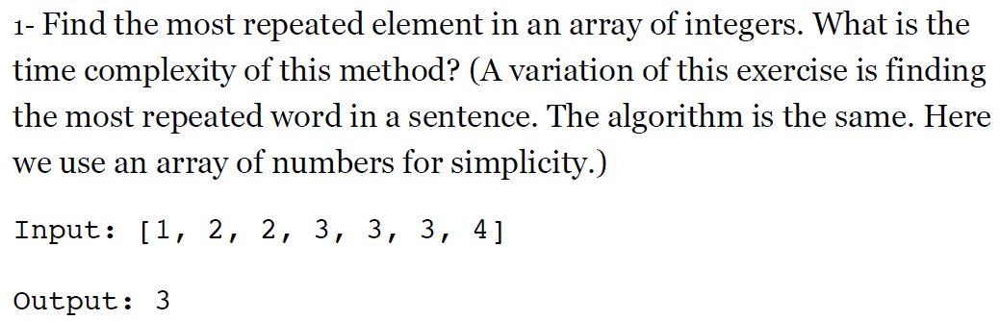 1- Find the most repeated element in an array of integers. What is the
time complexity of this method? (A variation of this exercise is finding
the most repeated word in a sentence. The algorithm is the same. Here
we use an array of numbers for simplicity.)
Input: [1, 2, 2, 3, 3, 3, 4]
Output: 3